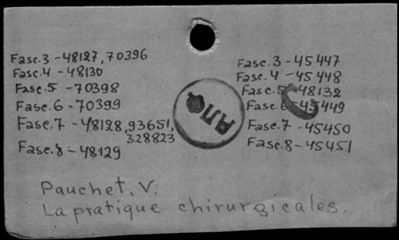 Fasc.3 - 48127, 70396
Fasc.4 - 48130
Fasc.5 - 70398
Fasc.6 - 70399
Fasc.7 - 48128, 93651, 328823
Fasc.8 - 48129
Fasc.3 - 45447
Fasc.4 - 45448
Fasc.5 - 48132
Fasc.6 - 45449
Fasc.7 - 45450
Fasc.8 - 45451
Pauchet, V:
La pratique chirurgicales.